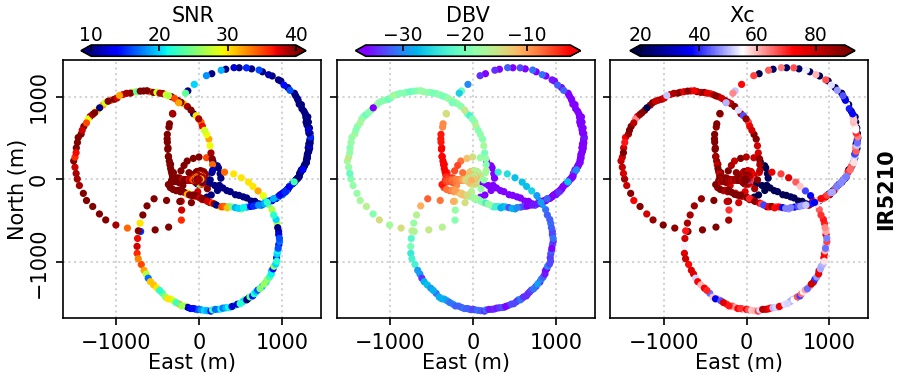 SNR DBV Xc
10 20 30 40 −30 −20 −10 20 40 60 80
North (m)
1000
0
−1000
−1000 0 1000 −1000 0 1000 −1000 0 1000
East (m) East (m) East (m)
IR5210